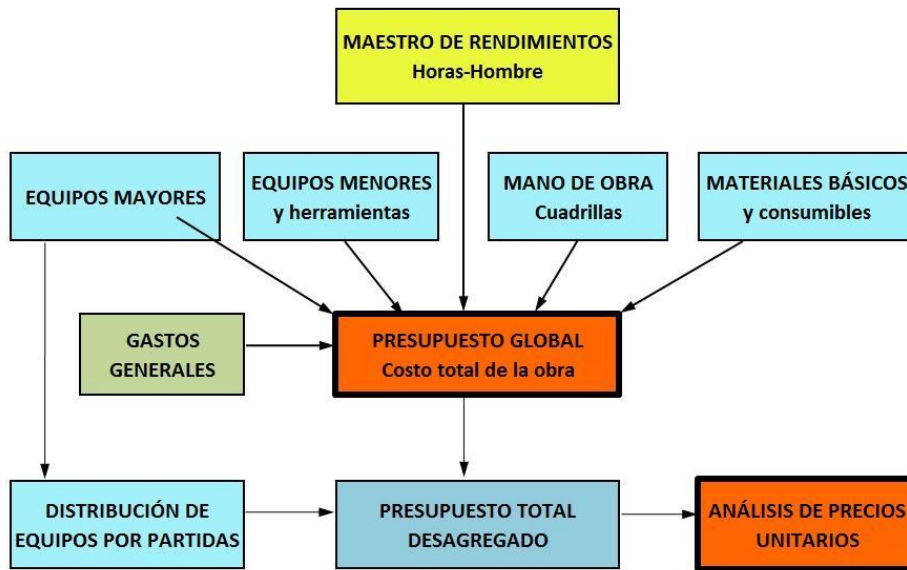 MAESTRO DE RENDIMIENTOS
Horas-Hombre
EQUIPOS MAYORES
EQUIPOS MENORES
y herramientas
MANO DE OBRA
Cuadrillas
MATERIALES BÁSICOS
y consumibles
GASTOS
GENERALES
PRESUPUESTO GLOBAL
Costo total de la obra
DISTRIBUCIÓN DE
EQUIPOS POR PARTIDAS
PRESUPUESTO TOTAL
DESAGREGADO
ANÁLISIS DE PRECIOS
UNITARIOS